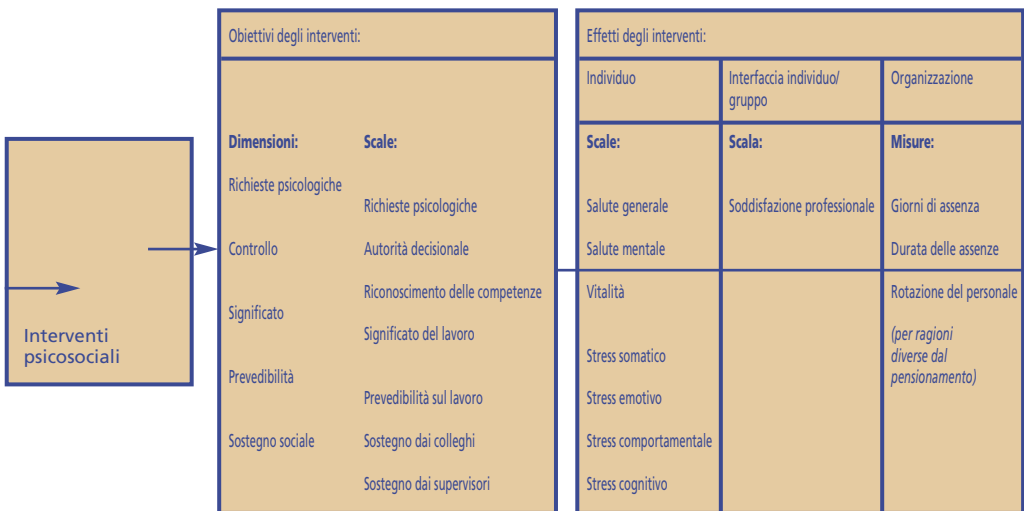 Interventi
psicosociali
Obiettivi degli interventi:
Dimensioni: Scale:
Richieste psicologiche
Richieste psicologiche
Controllo Autorità decisionale
Riconoscimento delle competenze
Significato
Significato del lavoro
Prevedibilità
Prevedibilità sul lavoro
Sostegno sociale Sostegno dai colleghi
Sostegno dai supervisori
Effetti degli interventi:
Individuo
Scale:
Salute generale
Salute mentale
Vitalità
Stress somatico
Stress emotivo
Stress comportamentale
Stress cognitivo
Interfaccia individuo/
gruppo
Scala:
Soddisfazione professionale
Organizzazione
Misure:
Giorni di assenza
Durata delle assenze
Rotazione del personale
(per ragioni
diverse dal
pensionamento)